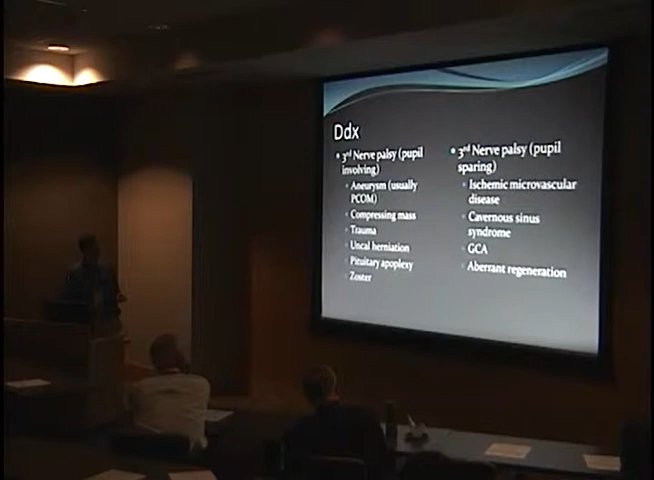 Ddx
3rd Nerve palsy (pupil
involving)
Aneurysm (usually
PCOM)
Compressing mass
Trauma
Uncal herniation
Pituitary apoplexy
Zoster
3rd Nerve palsy (pupil
sparing)
Ischemic microvascular
disease
Cavernous sinus
syndrome
GCA
Aberrant regeneration